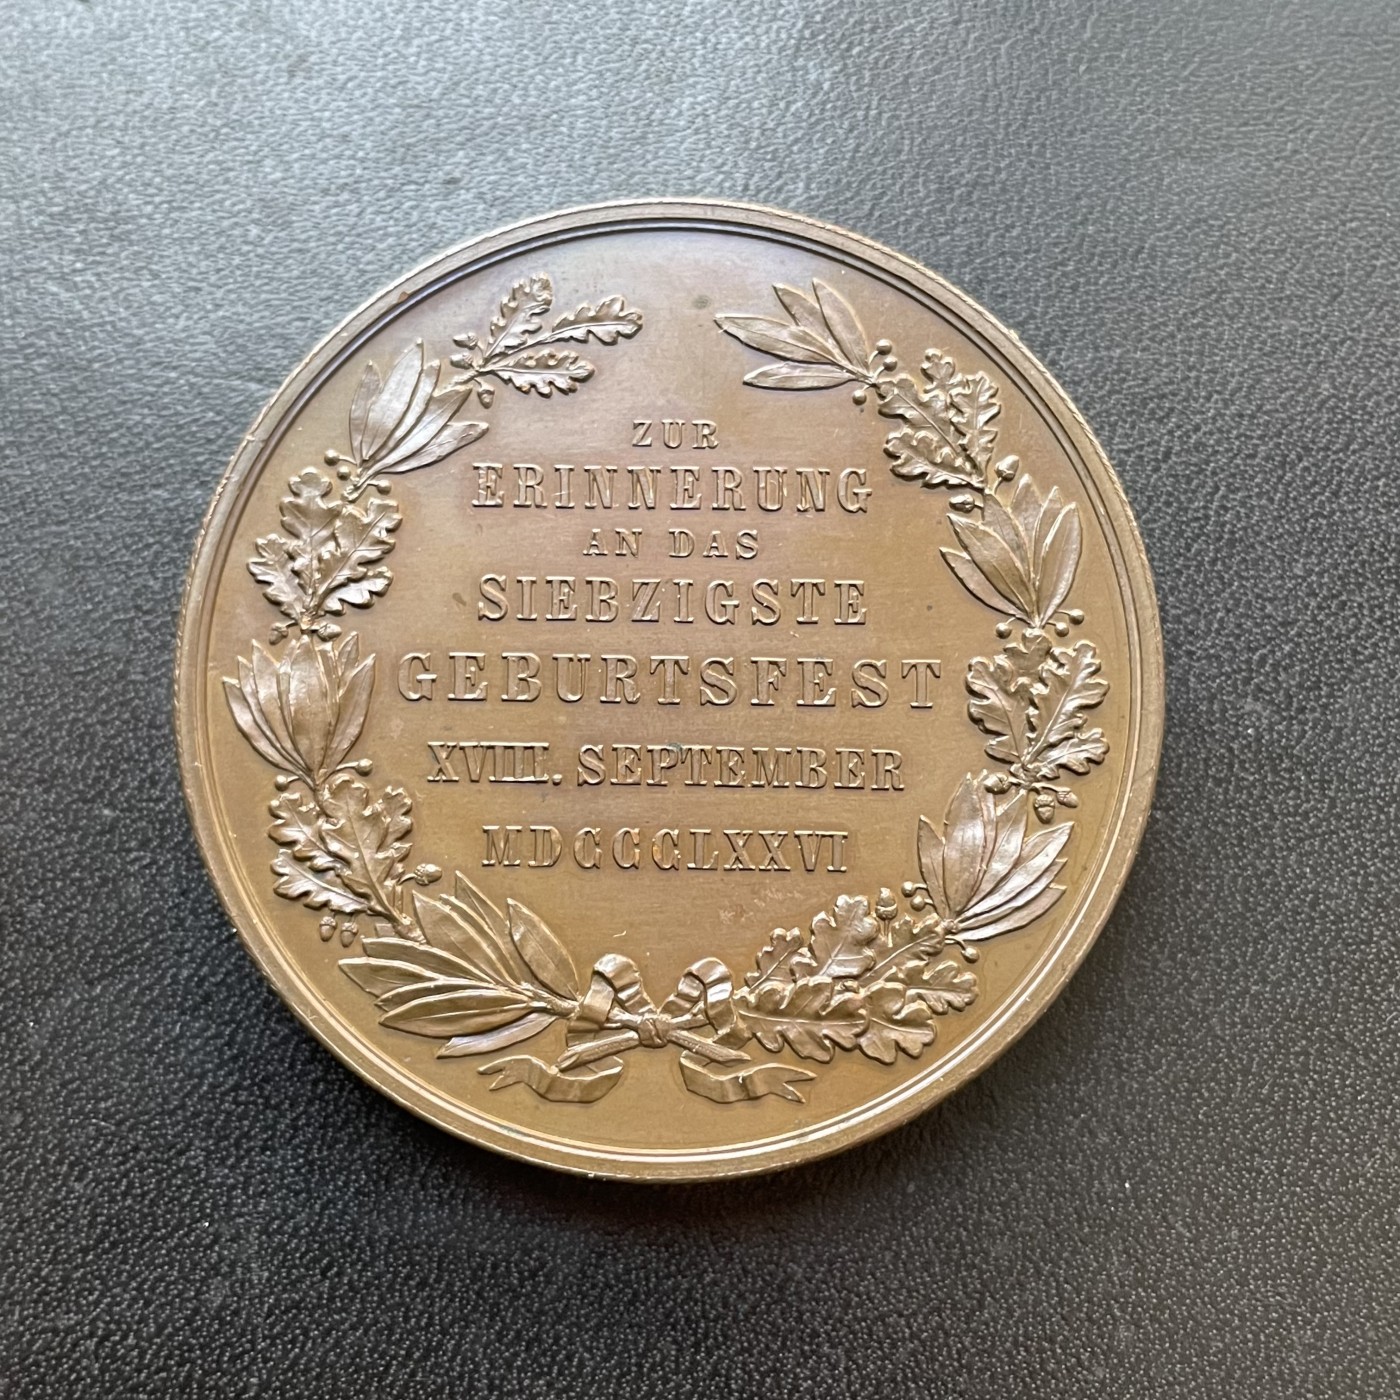 ZUR
ERINNERUNG
AN DAS
SIEBZIGSTE
GEBURTSFEST
XVIII. SEPTEMBER
MDCCCLXXVI